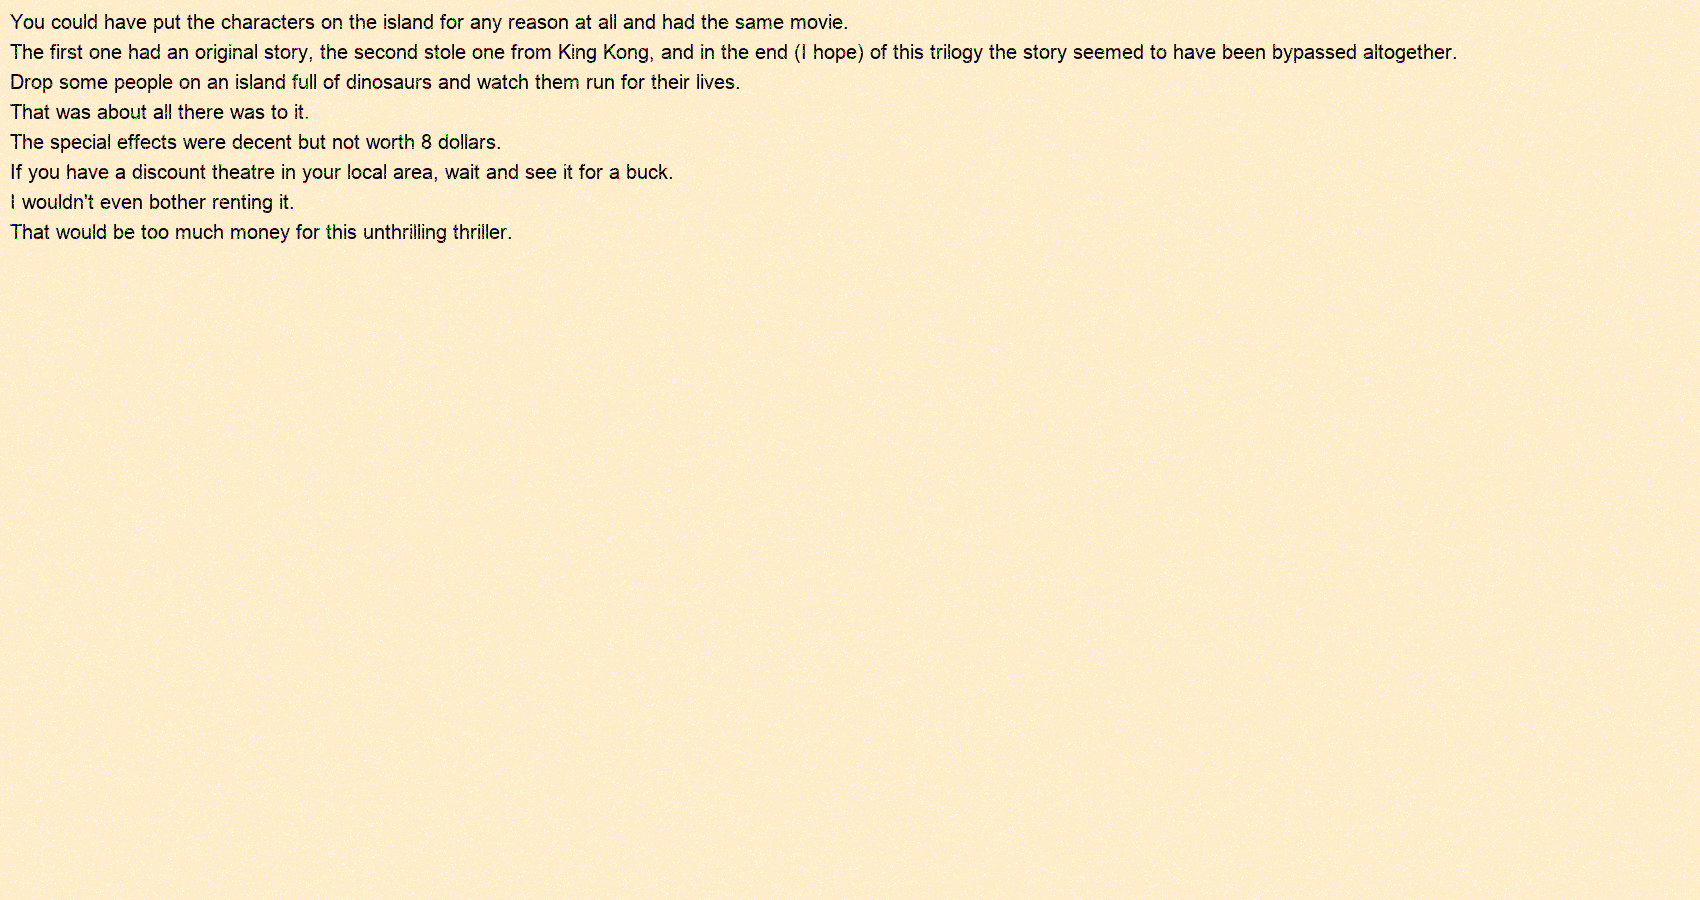 You could have put the characters on the island for any reason at all and had the same movie.
The first one had an original story, the second stole one from King Kong, and in the end (I hope) of this trilogy the story seemed to have been bypassed altogether.
Drop some people on an island full of dinosaurs and watch them run for their lives.
That was about all there was to it.
The special effects were decent but not worth 8 dollars.
If you have a discount theatre in your local area, wait and see it for a buck.
I wouldn't even bother renting it.
That would be too much money for this unthrilling thriller.